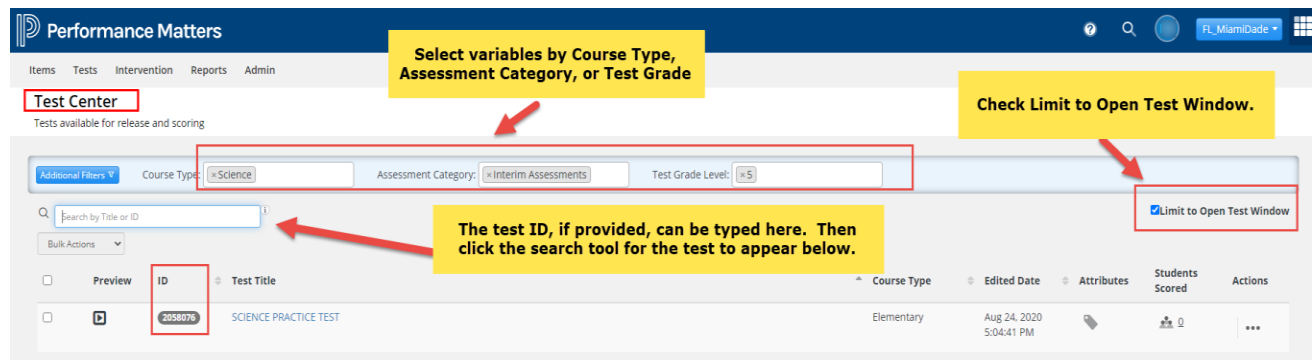 Performance Matters
FL_MiamiDade
Items Tests Intervention Reports Admin
Select variables by Course Type,
Assessment Category, or Test Grade
Test Center
Tests available for release and scoring
Check Limit to Open Test Window.
Additional Filters Course Type: ×Science Assessment Category: ×Interim Assessments Test Grade Level: ×5
Search by Title or ID
Limit to Open Test Window
The test ID, if provided, can be typed here. Then
click the search tool for the test to appear below.
Bulk Actions
Preview ID Test Title Course Type Edited Date Attributes Students Scored Actions
2058076 SCIENCE PRACTICE TEST Elementary Aug 24, 2020 0
5:04:41 PM